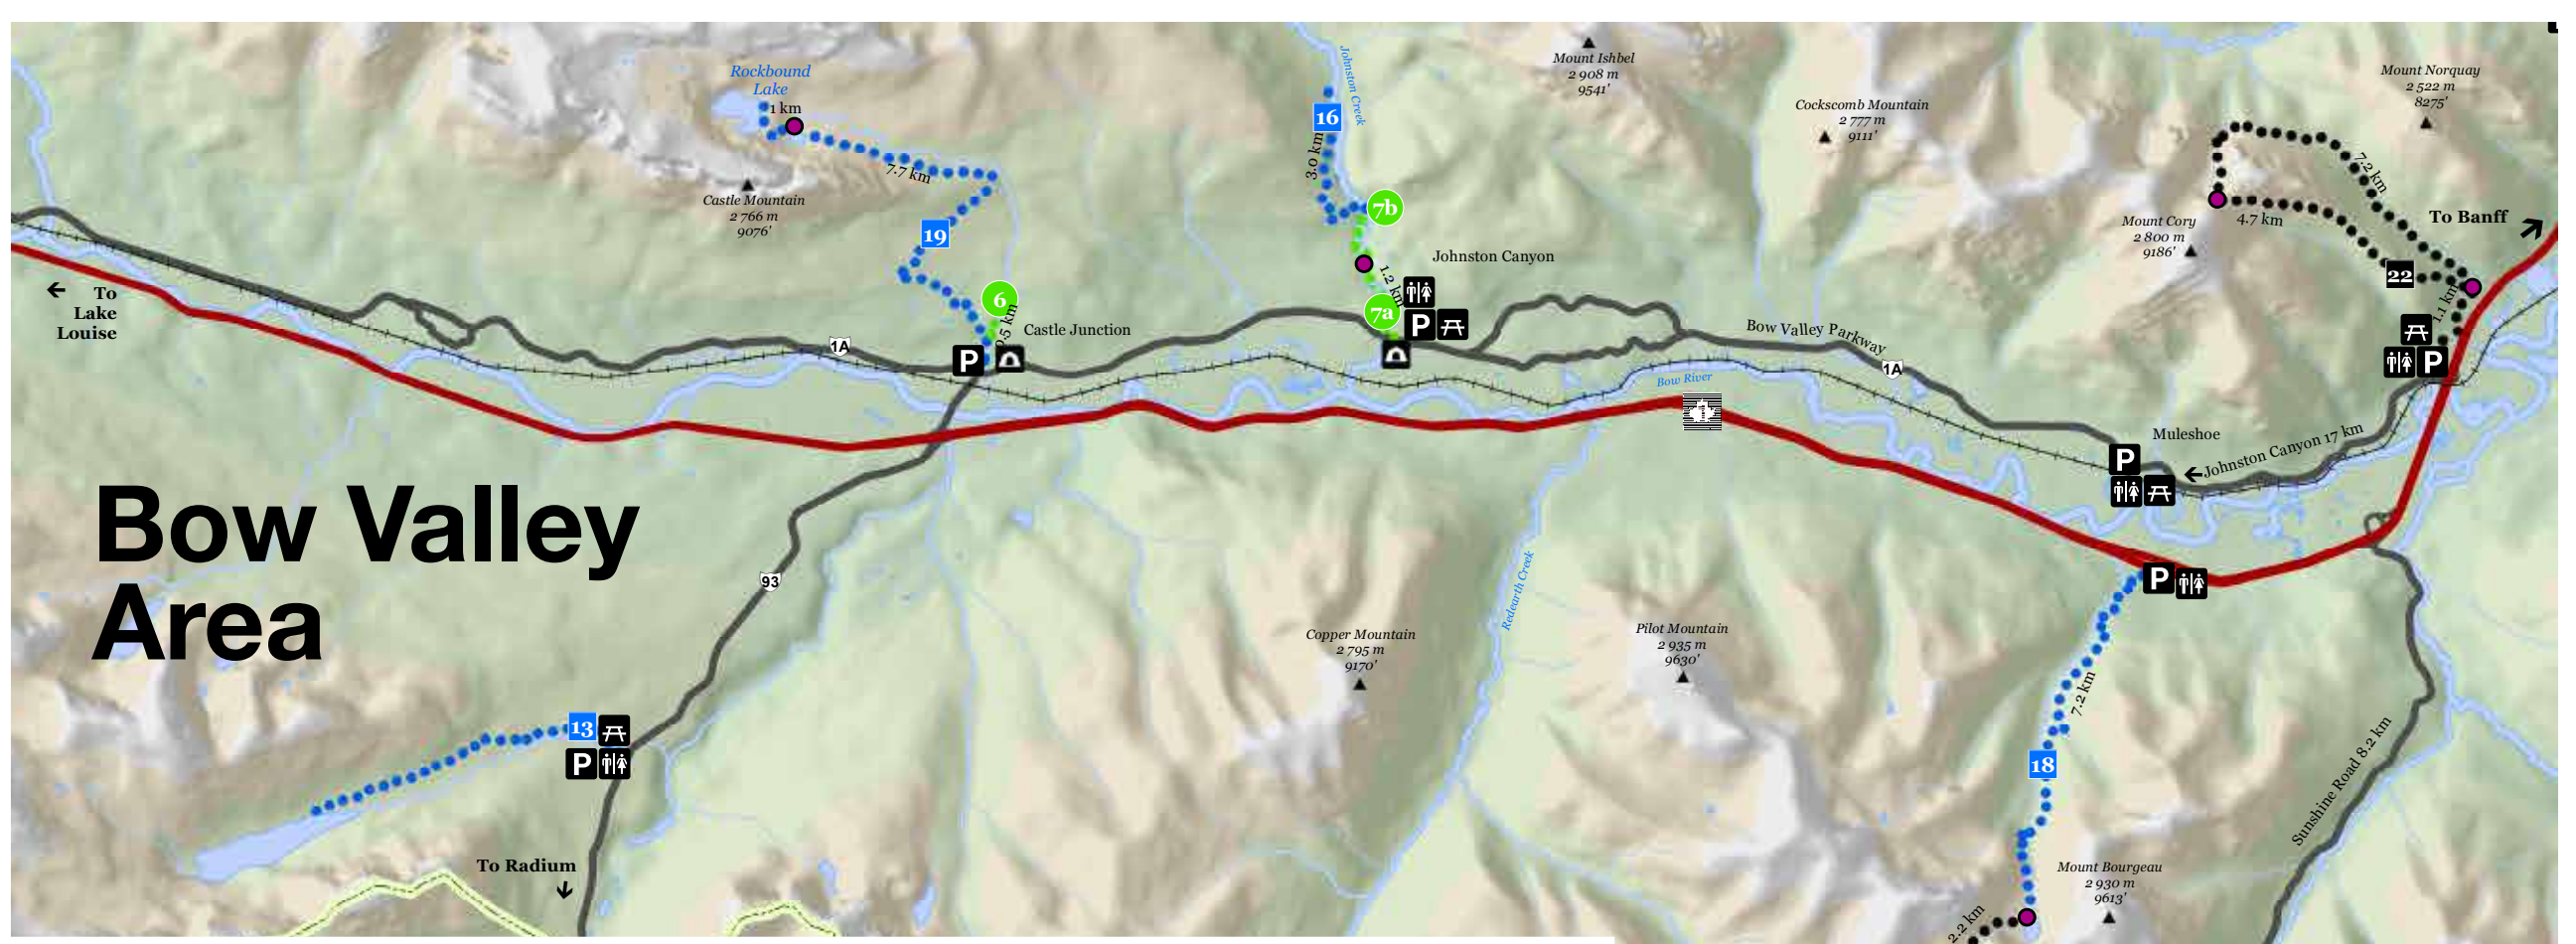 Rockbound
Lake
1 km
7.7 km
Castle Mountain
2 766 m
9076'
19
6
0.5 km
P
Castle Junction
1A
To
Lake
Louise
Johnston Creek
16
3.0 km
7b
1.2 km
7a
Johnston Canyon
P
Mount Ishbel
2 908 m
9541'
Cockscomb Mountain
2 777 m
9111'
Mount Norquay
2 522 m
8275'
7.2 km
4.7 km
Mount Cory
2 800 m
9186'
To Banff
22
1.1 km
P
Bow Valley Parkway
1A
Bow River
1
Muleshoe
P
Johnston Canyon 17 km
P
Bow Valley
Area
93
13
P
To Radium
Redearth Creek
Copper Mountain
2 795 m
9170'
Pilot Mountain
2 935 m
9630'
7.2 km
18
Sunshine Road 8.2 km
Mount Bourgeau
2 930 m
9613'
2.2 km